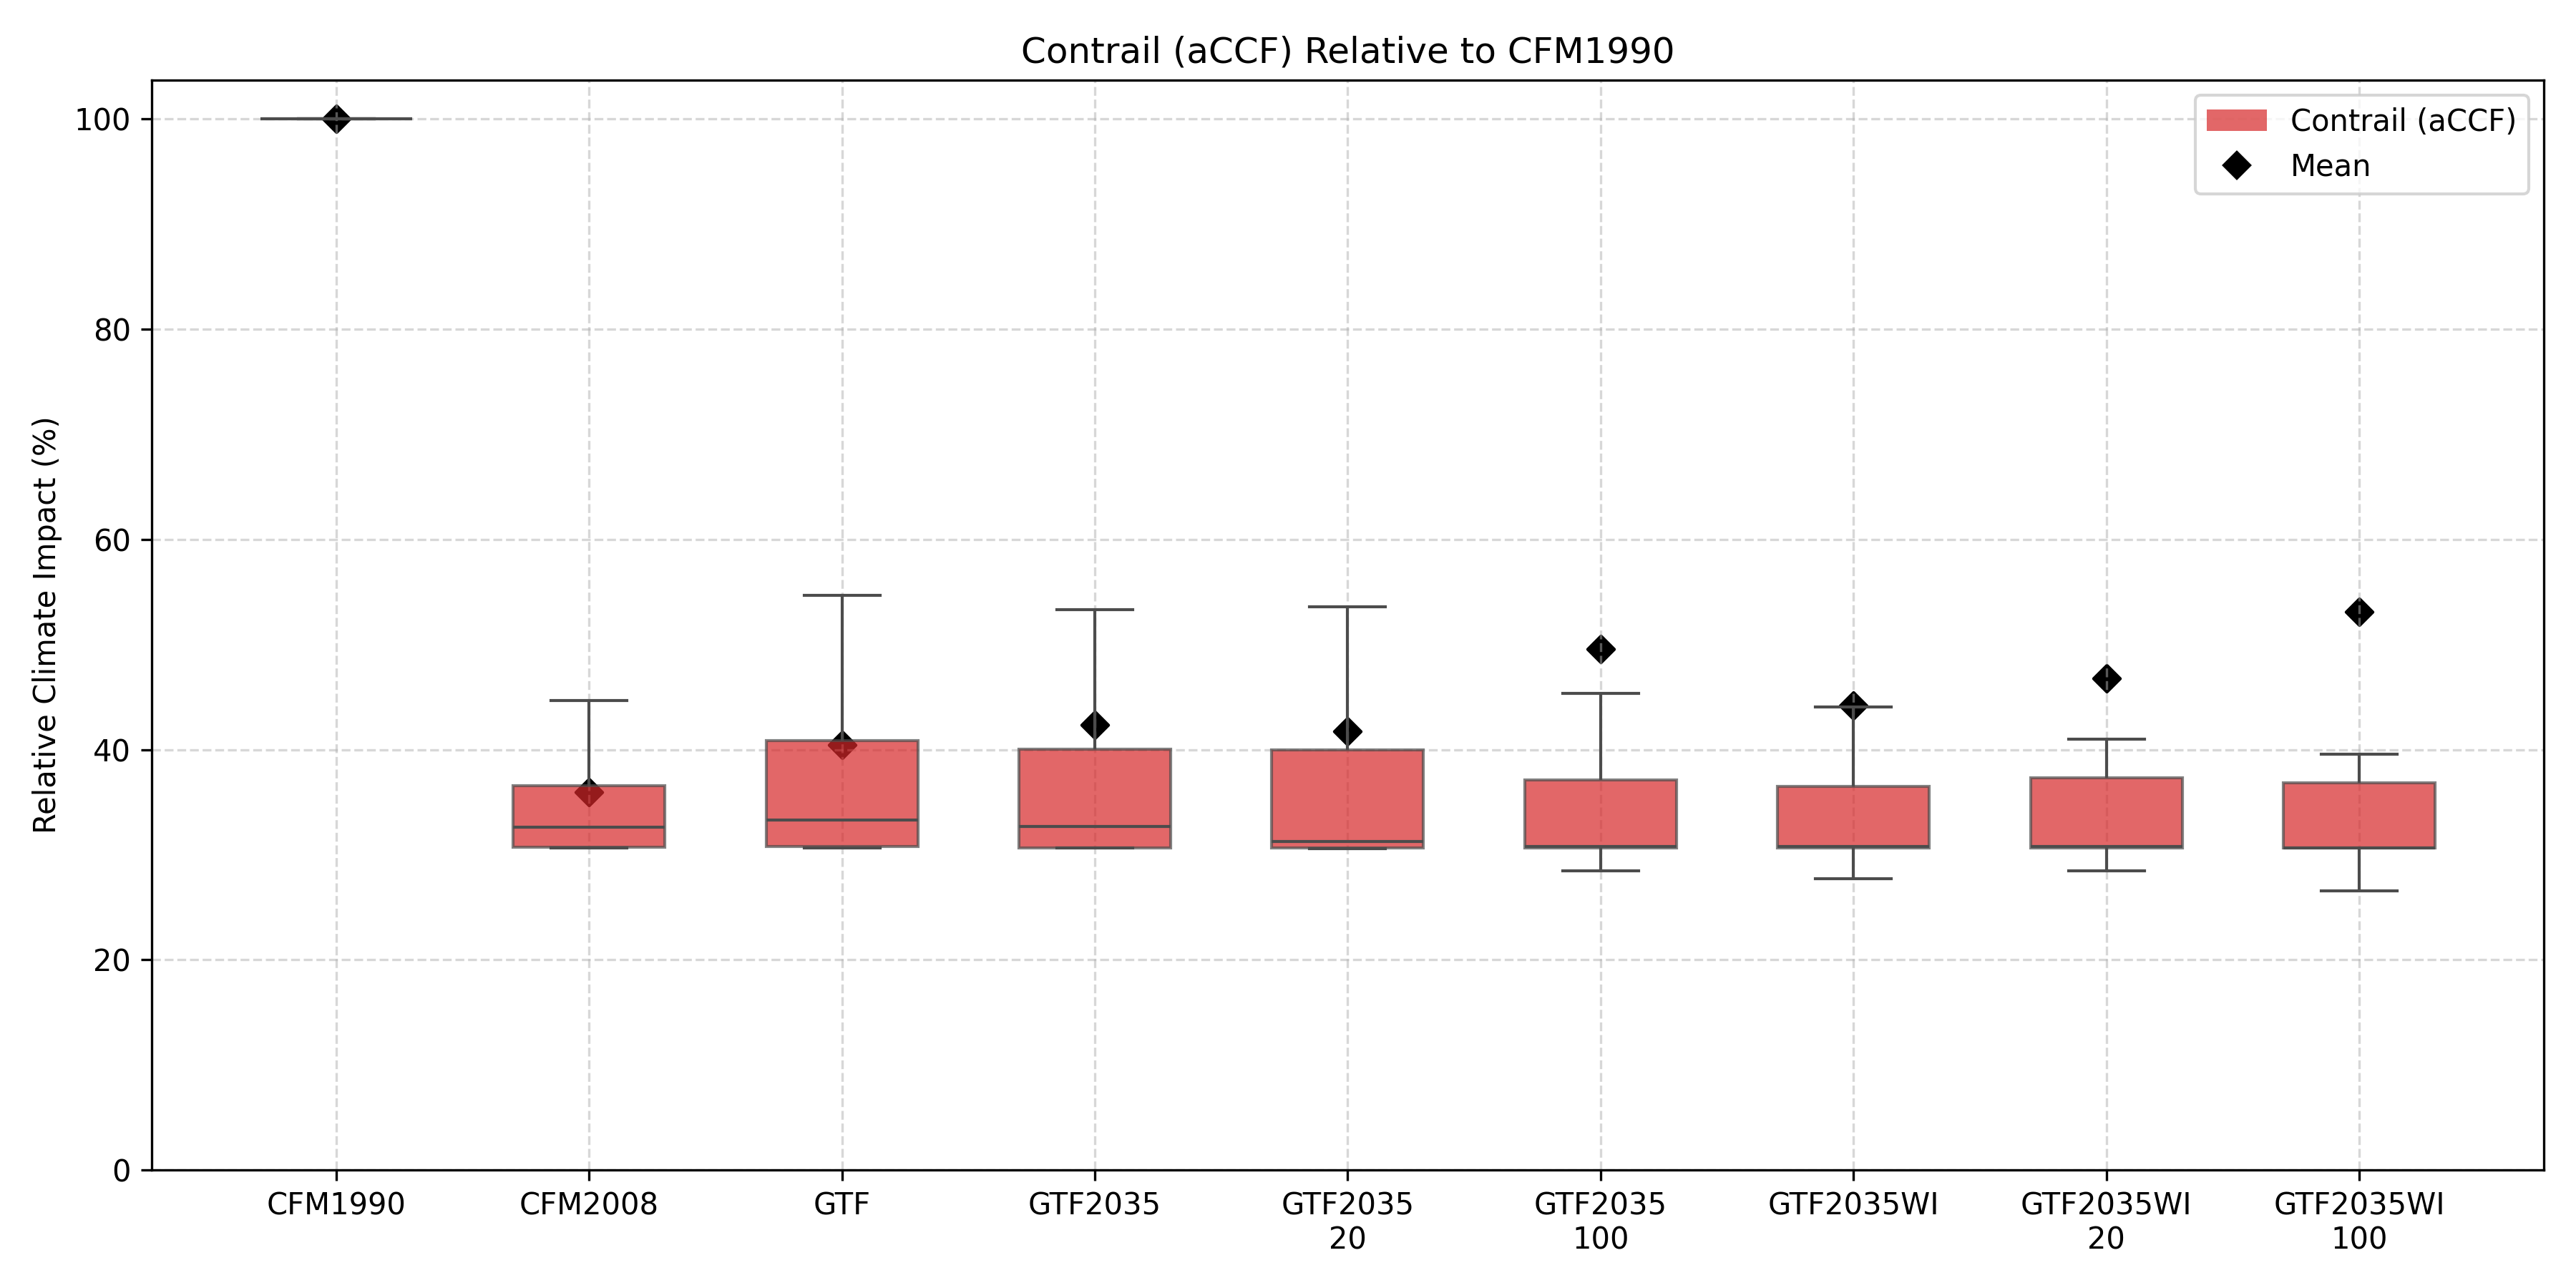 Contrail (aCCF) Relative to CFM1990
Contrail (aCCF)
Mean
Relative Climate Impact (%)
100
80
60
40
20
0
CFM1990
CFM2008
GTF
GTF2035
GTF2035
20
GTF2035
100
GTF2035WI
GTF2035WI
20
GTF2035WI
100